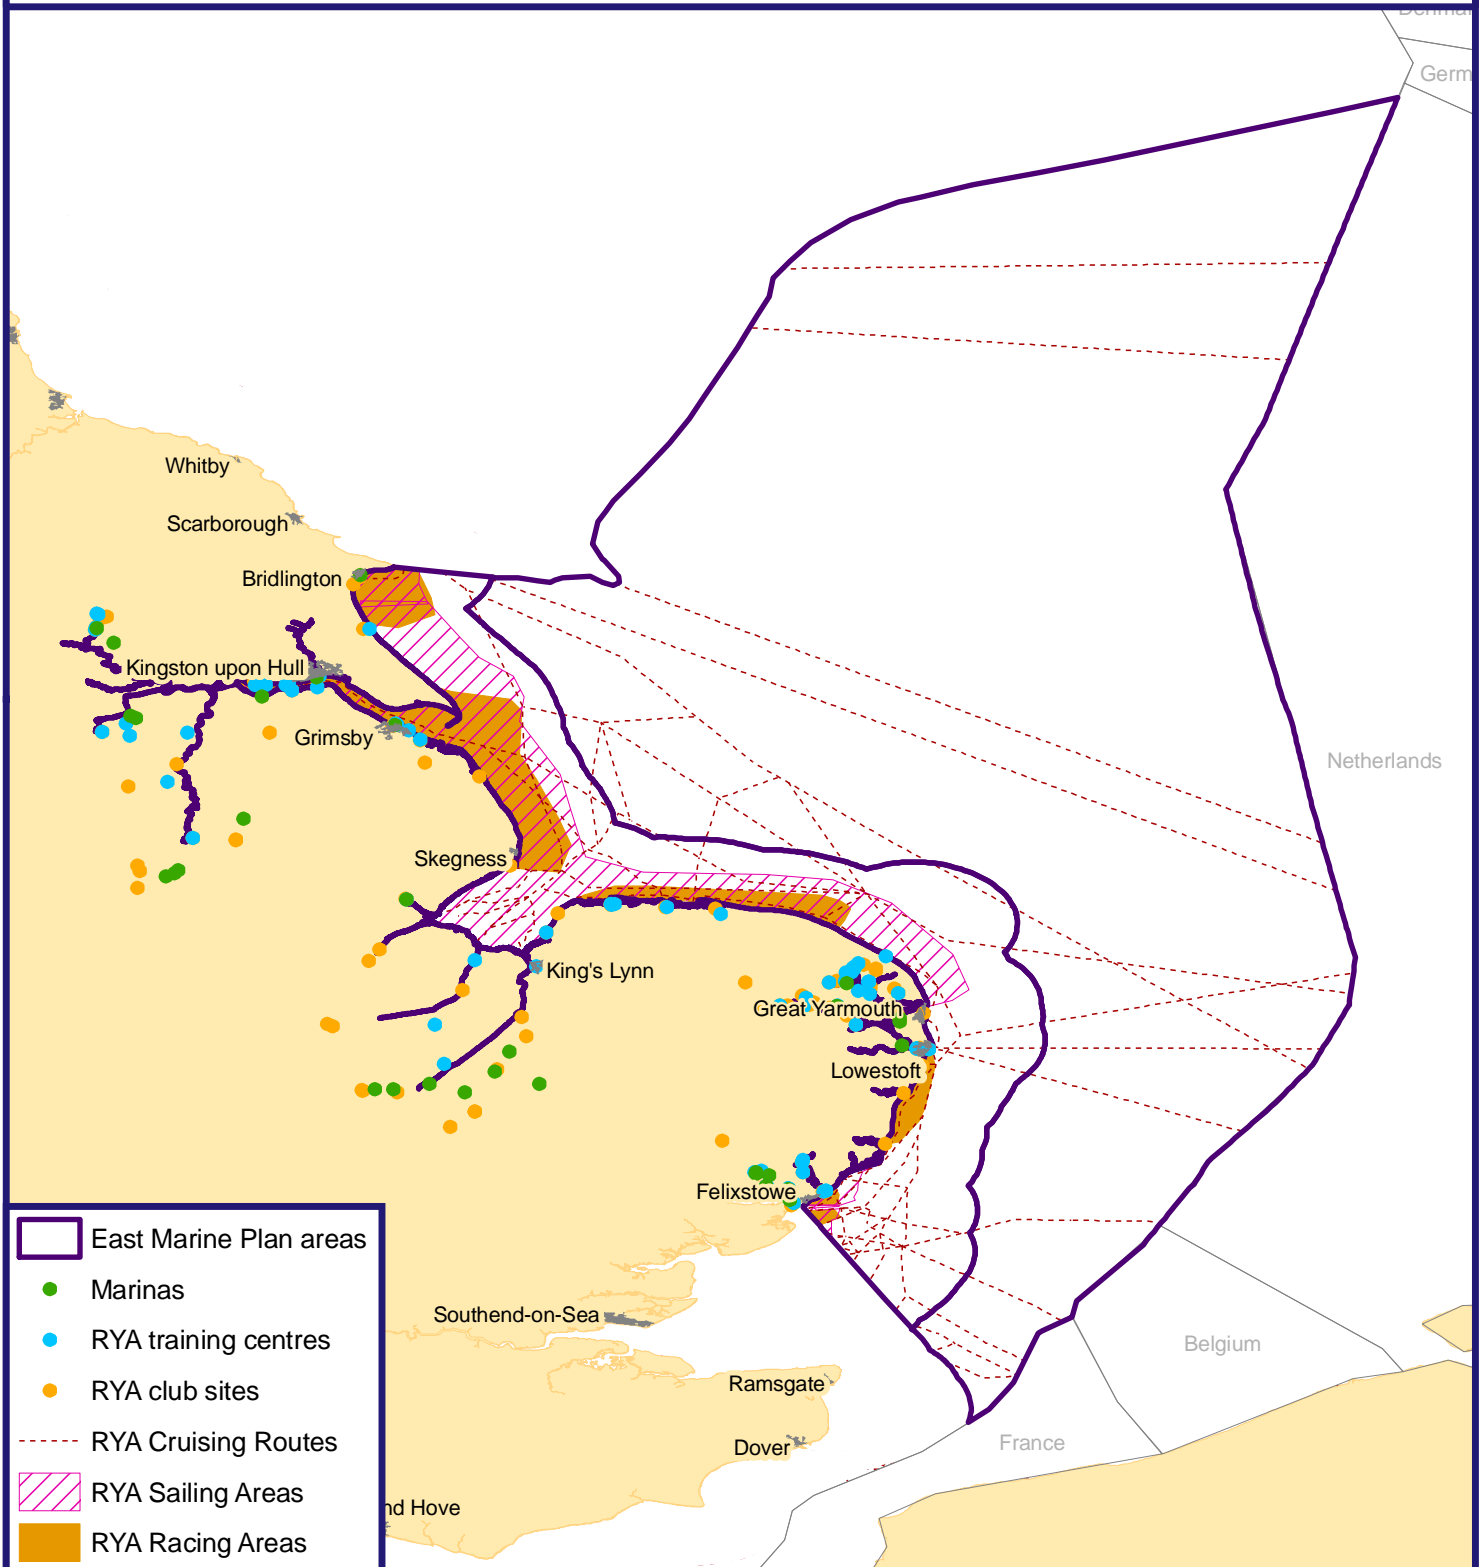 Whitby
Scarborough
Bridlington
Kingston upon Hull
Grimsby
Netherlands
Skegness
King's Lynn
Great Yarmouth
Lowestoft
Felixstowe
East Marine Plan areas
Marinas
Southend-on-Sea
RYA training centres
Belgium
RYA club sites
Ramsgate
RYA Cruising Routes
France
Dover
RYA Sailing Areas
nd Hove
RYA Racing Areas